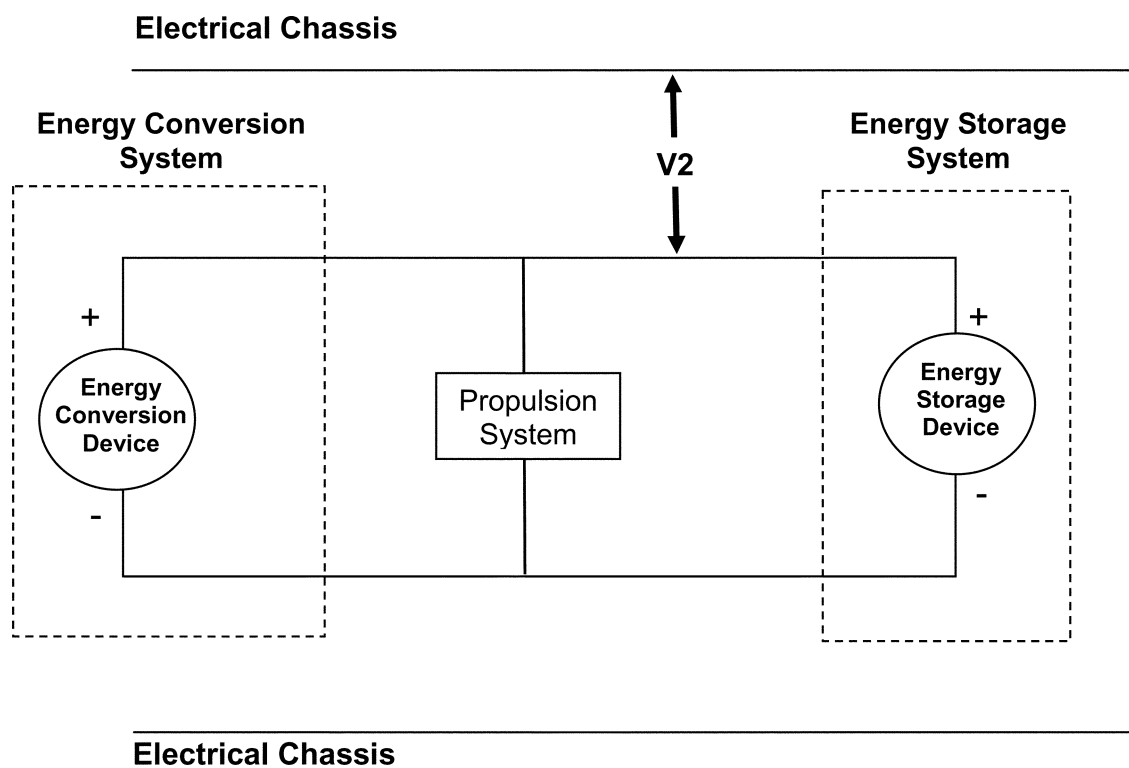 Electrical Chassis
Energy Conversion
System
V2
Energy Storage
System
+
Energy
Conversion
Device
-
Propulsion
System
+
Energy
Storage
Device
-
Electrical Chassis